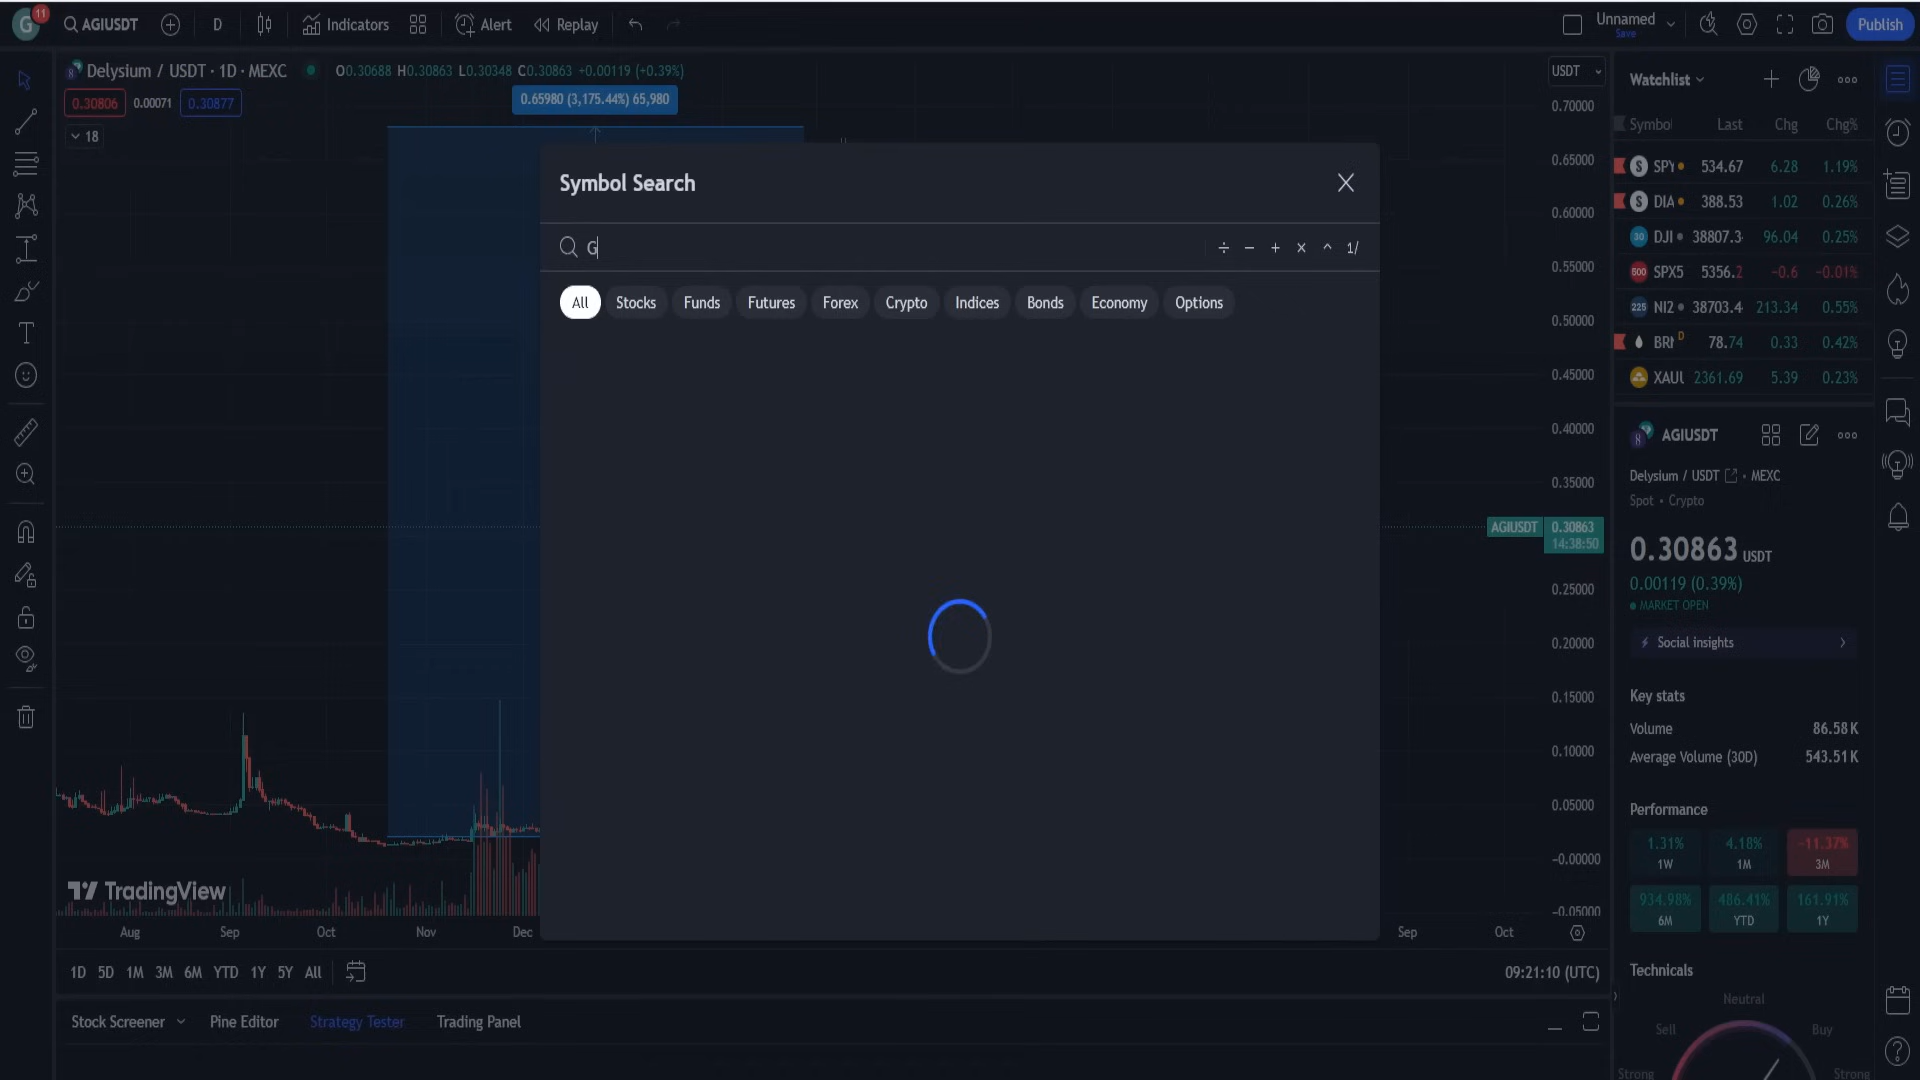 G
11
AGIUSDT
D
Indicators
Alert
Replay
Unnamed
Save
Publish
Delysium / USDT · 1D · MEXC
O0.30688 H0.30863 L0.30348 C0.30863 +0.00119 (+0.39%)
0.30806
0.00071
0.30877
18
0.65980 (3,175.44%) 65,980
USDT
0.70000
0.65000
0.60000
0.55000
0.50000
0.45000
0.40000
0.35000
AGIUSDT 0.30863
14:38:50
0.25000
0.20000
0.15000
0.10000
0.05000
−0.00000
−0.05000
Symbol Search
G
÷ − + × ^ 1/
All Stocks Funds Futures Forex Crypto Indices Bonds Economy Options
TradingView
Aug Sep Oct Nov Dec Sep Oct
1D 5D 1M 3M 6M YTD 1Y 5Y All
09:21:10 (UTC)
Stock Screener Pine Editor Strategy Tester Trading Panel
Watchlist
Symbol Last Chg Chg%
S SPY 534.67 6.28 1.19%
S DIA 388.53 1.02 0.26%
30 DJI 38807.3 96.04 0.25%
500 SPX5 5356.2 −0.6 −0.01%
225 NI2 38703.4 213.34 0.55%
BRN D 78.74 0.33 0.42%
XAUU 2361.69 5.39 0.23%
AGIUSDT
Delysium / USDT • MEXC
Spot • Crypto
0.30863 USDT
0.00119 (0.39%)
MARKET OPEN
Social insights
Key stats
Volume 86.58 K
Average Volume (30D) 543.51 K
Performance
1.31% 4.18% −11.37%
1W 1M 3M
934.98% 486.41% 161.91%
6M YTD 1Y
Technicals
Neutral
Sell Buy
Strong Strong